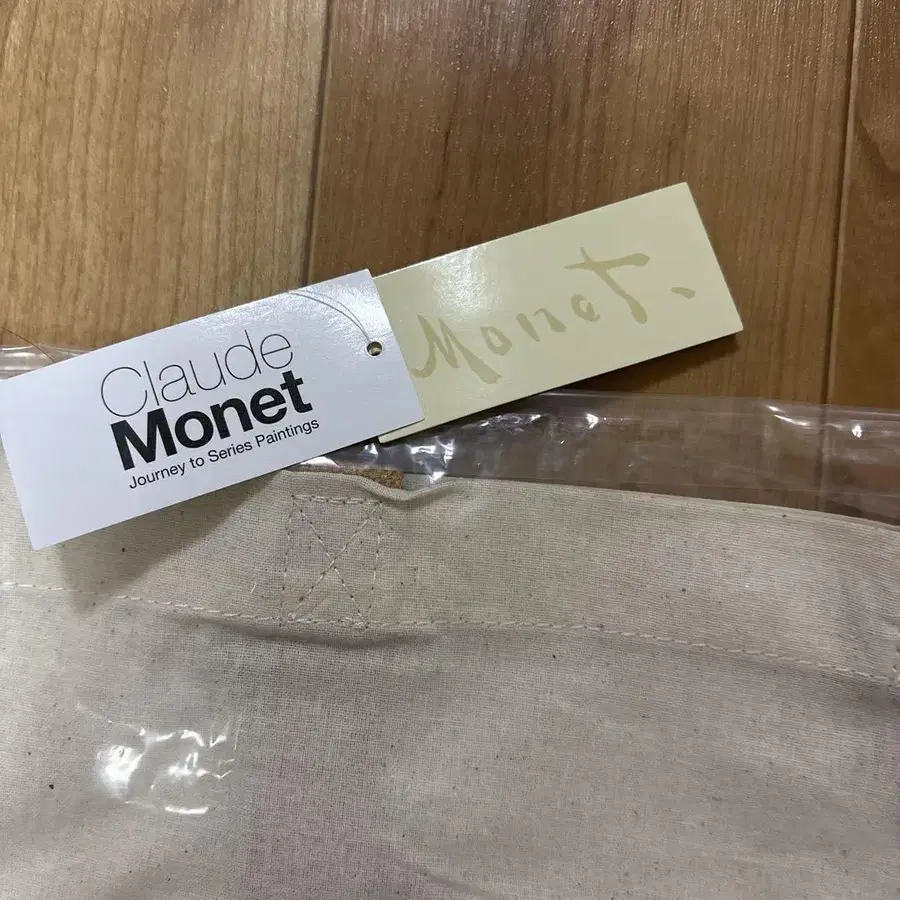 Claude
Monet
Journey to Series Paintings
Monet.